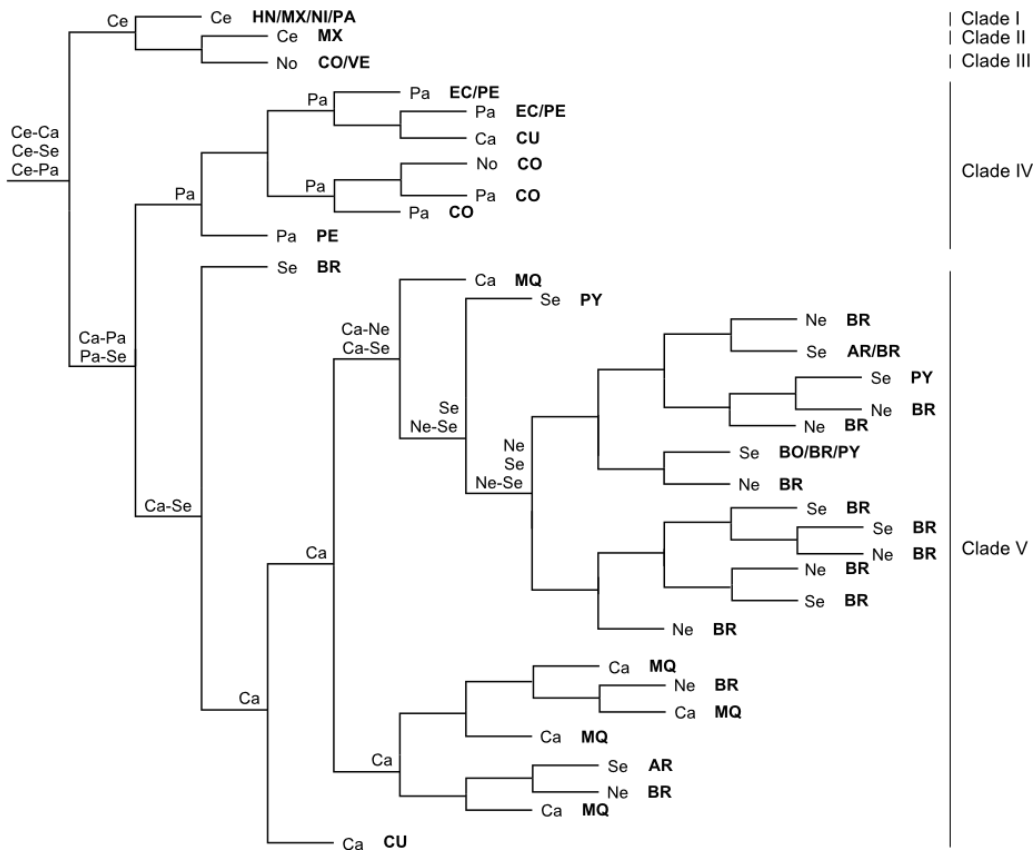 Ce HN/MX/NI/PA Clade I
Ce
Ce MX Clade II
No CO/VE Clade III
Pa EC/PE
Pa
Pa EC/PE
Ce-Ca
Ce-Se
Ce-Pa
Ca CU
No CO
Clade IV
Pa
Pa
Pa CO
Pa CO
Pa PE
Se BR
Ca MQ
Se PY
Ca-Pa
Pa-Se
Ca-Ne
Ca-Se
Ne BR
Se AR/BR
Se PY
Se
Ne-Se
Ne BR
Ne BR
Ne
Se
Ne-Se
Se BO/BR/PY
Ne BR
Ca-Se
Se BR
Se BR
Ne BR
Clade V
Ca
Ne BR
Se BR
Ne BR
Ca MQ
Ne BR
Ca
Ca MQ
Ca MQ
Ca
Se AR
Ne BR
Ca MQ
Ca CU